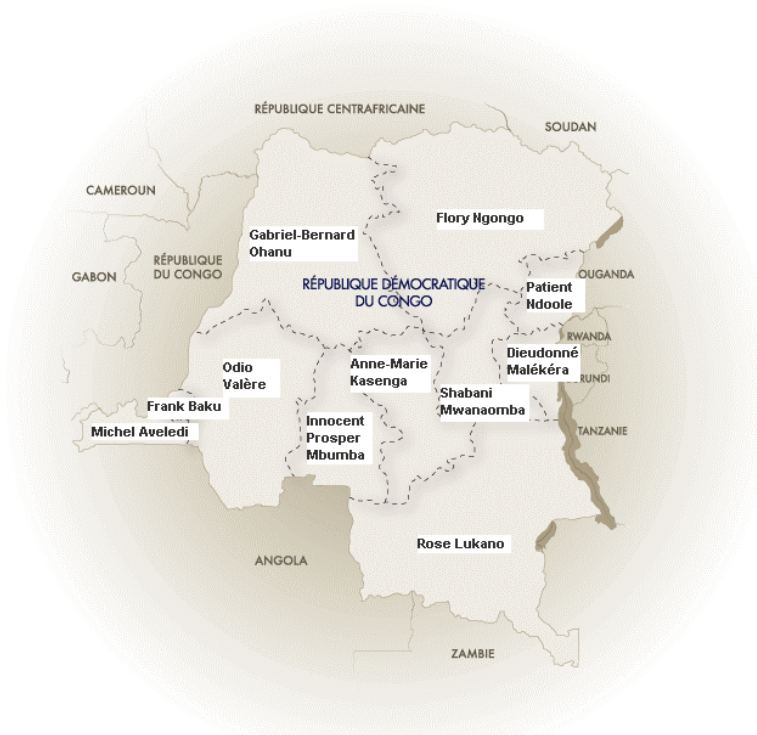 RÉPUBLIQUE CENTRAFRICAINE
SOUDAN
CAMEROUN
Flory Ngongo
Gabriel-Bernard
Ohanu
RÉPUBLIQUE
DU CONGO
GABON
OUGANDA
RÉPUBLIQUE DÉMOCRATIQUE
DU CONGO
Patient
Ndoole
RWANDA
Dieudonné
Malékéra
URUNDI
Odio
Valère
Anne-Marie
Kasenga
Shabani
Mwanaomba
Frank Baku
Michel Aveledi
Innocent
Prosper
Mbumba
TANZANIE
Rose Lukano
ANGOLA
ZAMBIE